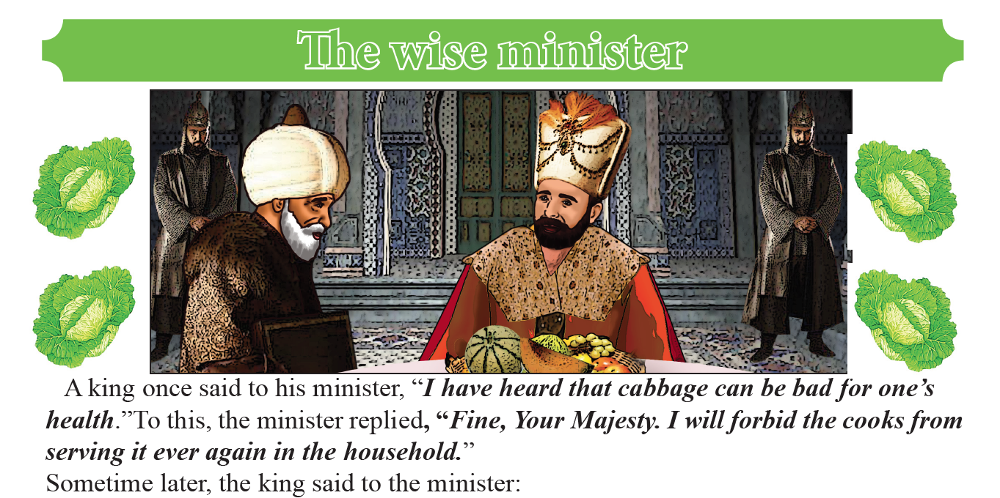 The wise minister
A king once said to his minister, “I have heard that cabbage can be bad for one’s
health.”To this, the minister replied, “Fine, Your Majesty. I will forbid the cooks from
serving it ever again in the household.”
Sometime later, the king said to the minister: